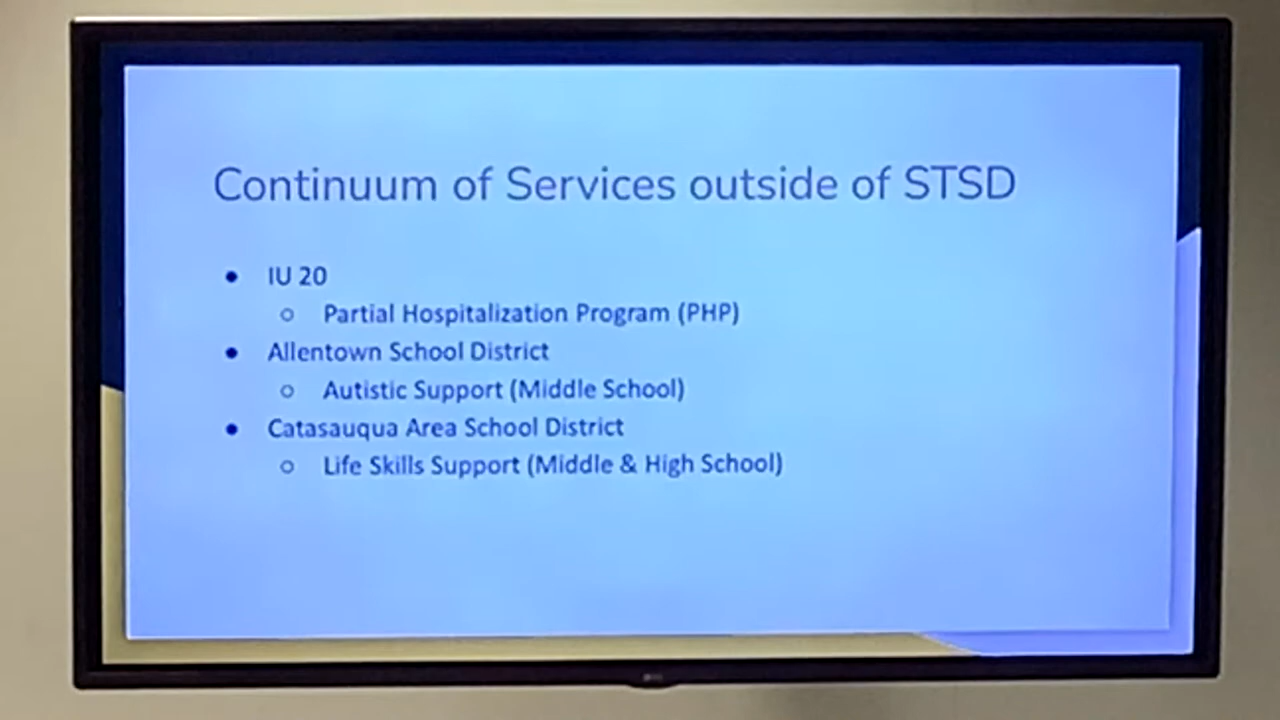 Continuum of Services outside of STSD
● IU 20
○ Partial Hospitalization Program (PHP)
● Allentown School District
○ Autistic Support (Middle School)
● Catasauqua Area School District
○ Life Skills Support (Middle & High School)